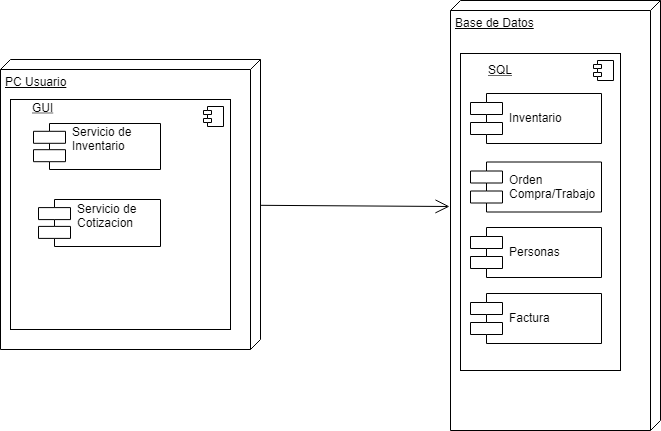 PC Usuario
GUI
Servicio de
Inventario
Servicio de
Cotizacion
Base de Datos
SQL
Inventario
Orden
Compra/Trabajo
Personas
Factura